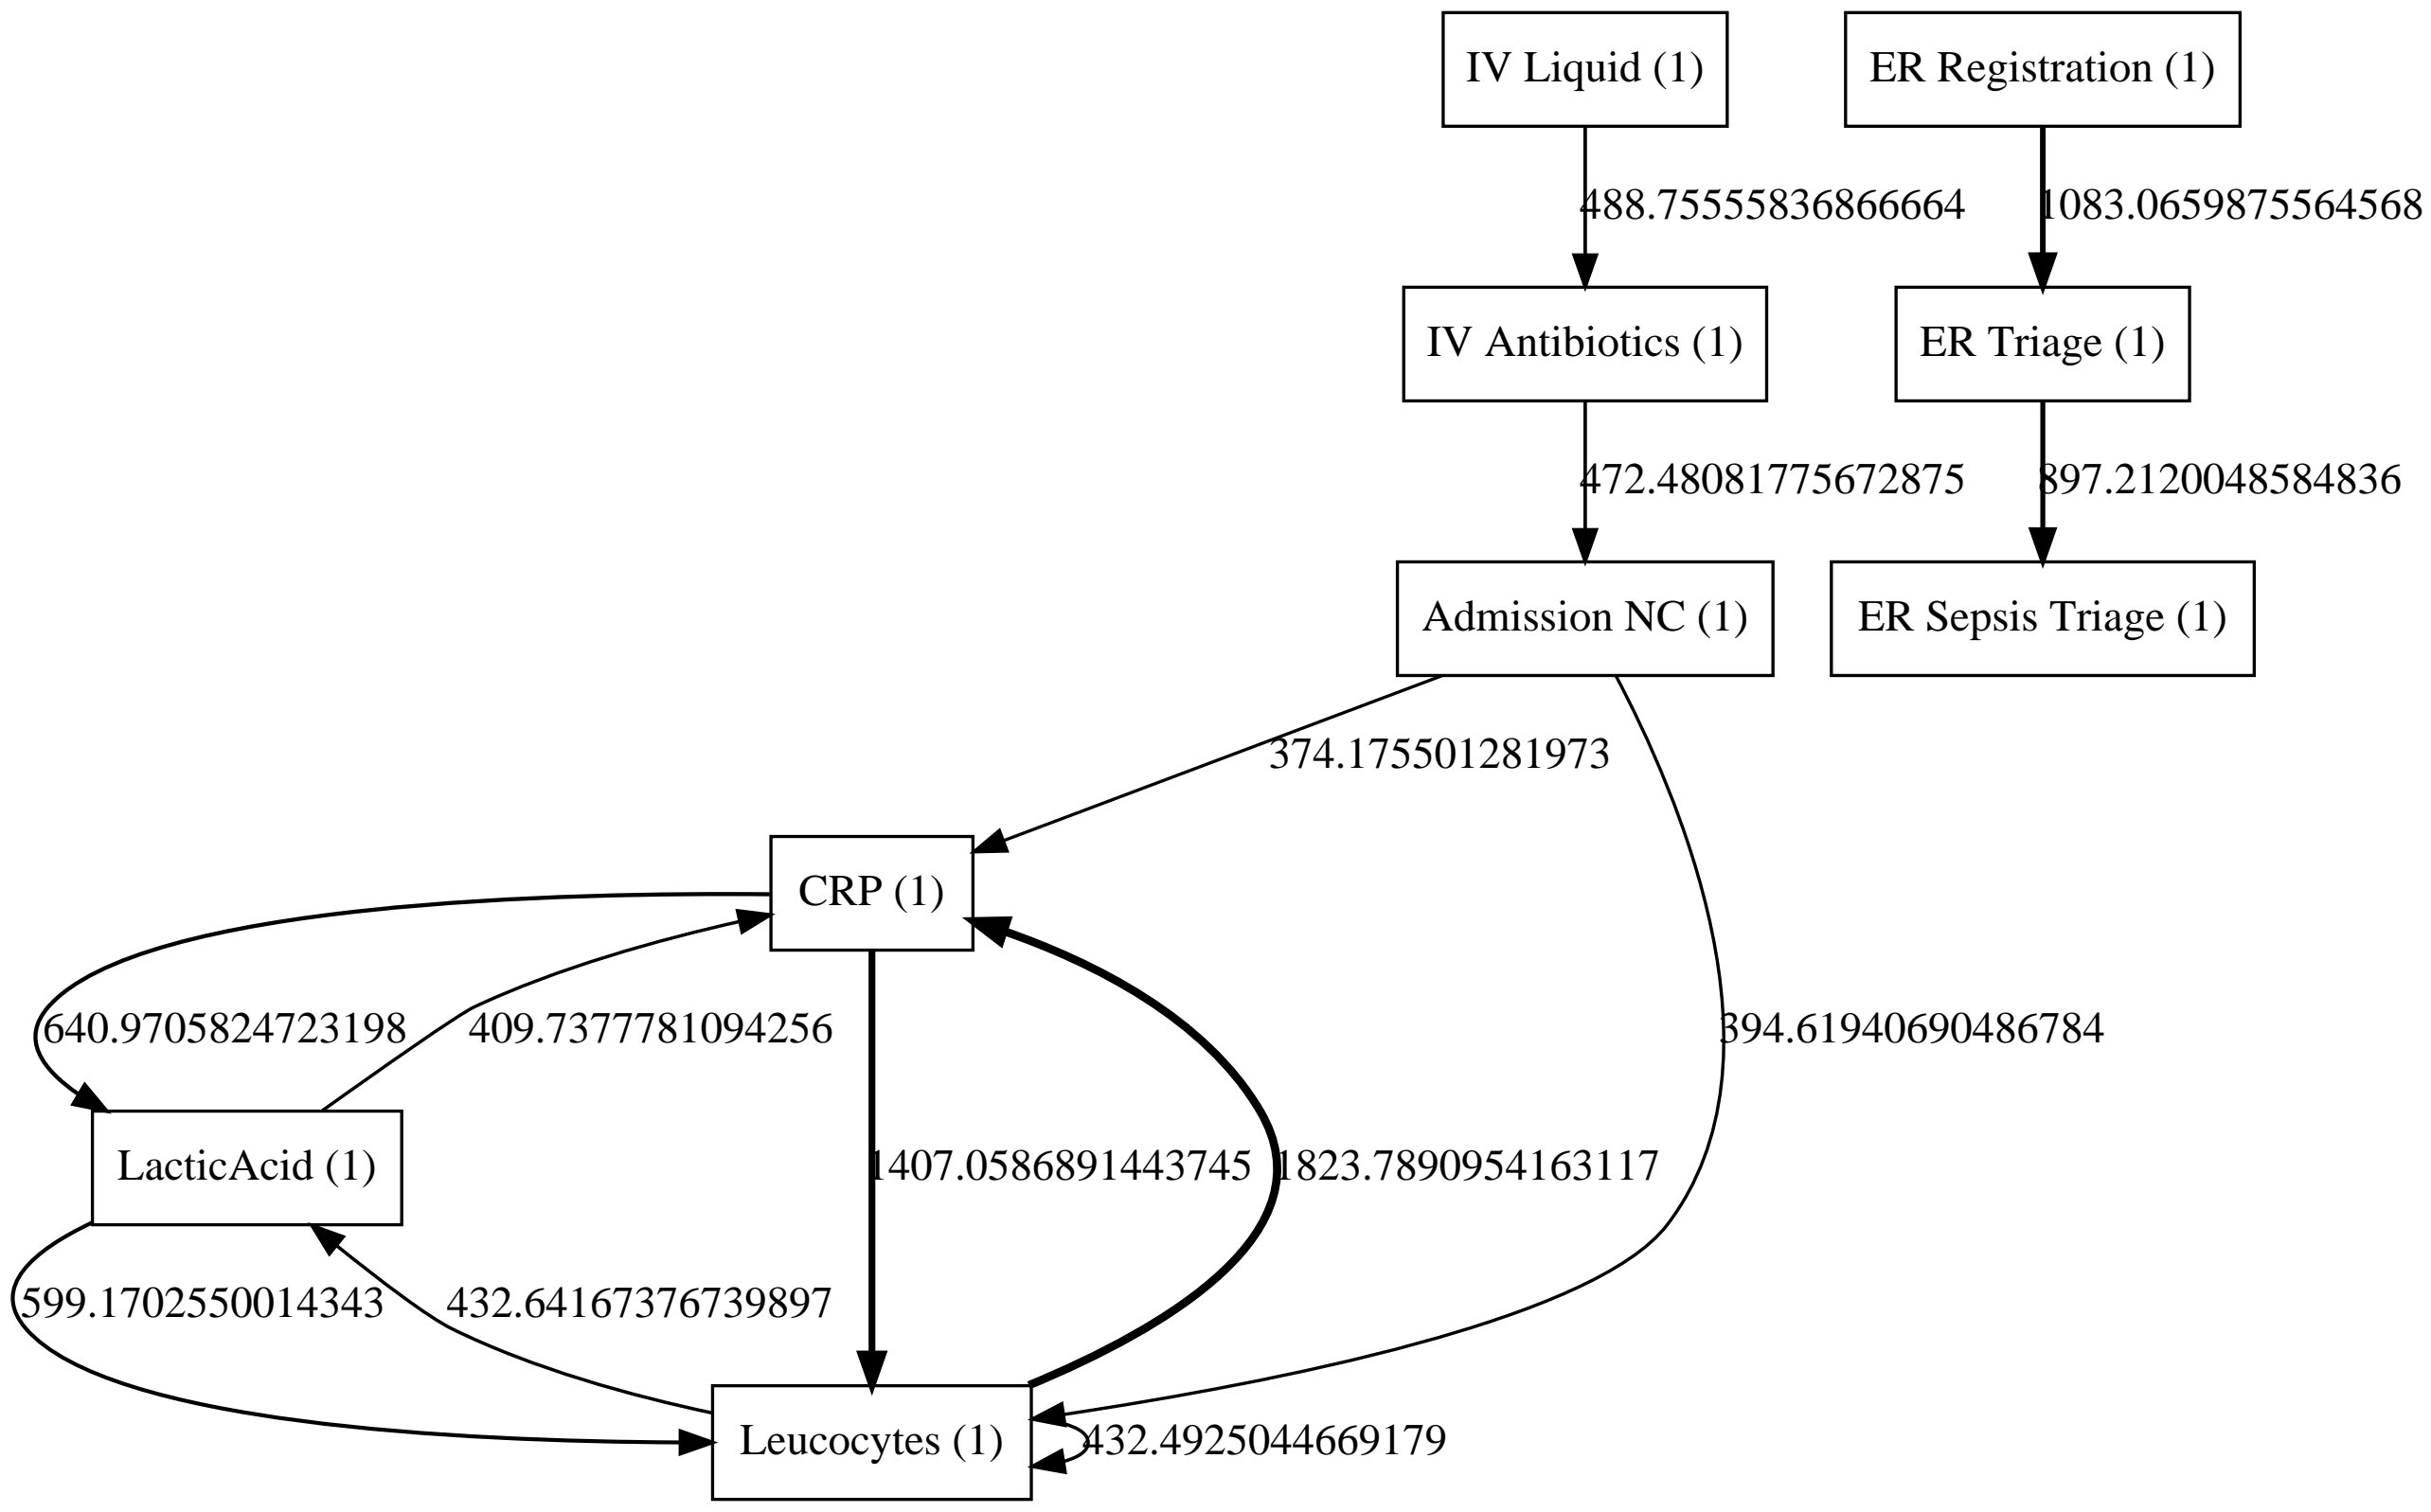 IV Liquid (1)
ER Registration (1)
488.75555836866664
1083.0659875564568
IV Antibiotics (1)
ER Triage (1)
472.48081775672875
897.2120048584836
Admission NC (1)
ER Sepsis Triage (1)
374.175501281973
CRP (1)
640.9705824723198
409.7377781094256
394.61940690486784
LacticAcid (1)
1407.0586891443745
1823.7890954163117
599.1702550014343
432.64167376739897
Leucocytes (1)
432.4925044669179